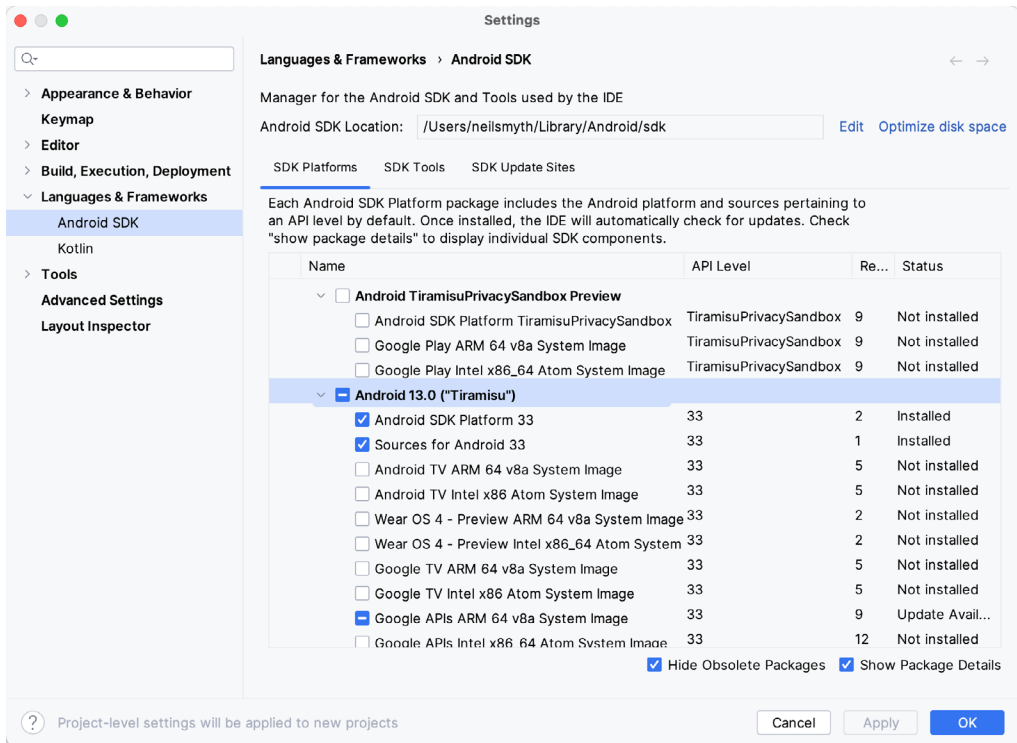 Settings
Languages & Frameworks › Android SDK
Appearance & Behavior
Keymap
Editor
Build, Execution, Deployment
Languages & Frameworks
Android SDK
Kotlin
Tools
Advanced Settings
Layout Inspector
Manager for the Android SDK and Tools used by the IDE
Android SDK Location: /Users/neilsmyth/Library/Android/sdk Edit Optimize disk space
SDK Platforms SDK Tools SDK Update Sites
Each Android SDK Platform package includes the Android platform and sources pertaining to
an API level by default. Once installed, the IDE will automatically check for updates. Check
"show package details" to display individual SDK components.
Name API Level Re... Status
Android TiramisuPrivacySandbox Preview
Android SDK Platform TiramisuPrivacySandbox TiramisuPrivacySandbox 9 Not installed
Google Play ARM 64 v8a System Image TiramisuPrivacySandbox 9 Not installed
Google Play Intel x86_64 Atom System Image TiramisuPrivacySandbox 9 Not installed
Android 13.0 ("Tiramisu")
Android SDK Platform 33 33 2 Installed
Sources for Android 33 33 1 Installed
Android TV ARM 64 v8a System Image 33 5 Not installed
Android TV Intel x86 Atom System Image 33 5 Not installed
Wear OS 4 - Preview ARM 64 v8a System Image 33 2 Not installed
Wear OS 4 - Preview Intel x86_64 Atom System 33 2 Not installed
Google TV ARM 64 v8a System Image 33 5 Not installed
Google TV Intel x86 Atom System Image 33 5 Not installed
Google APIs ARM 64 v8a System Image 33 9 Update Avail...
Google APIs Intel x86_64 Atom System Image 33 12 Not installed
Hide Obsolete Packages Show Package Details
? Project-level settings will be applied to new projects Cancel Apply OK